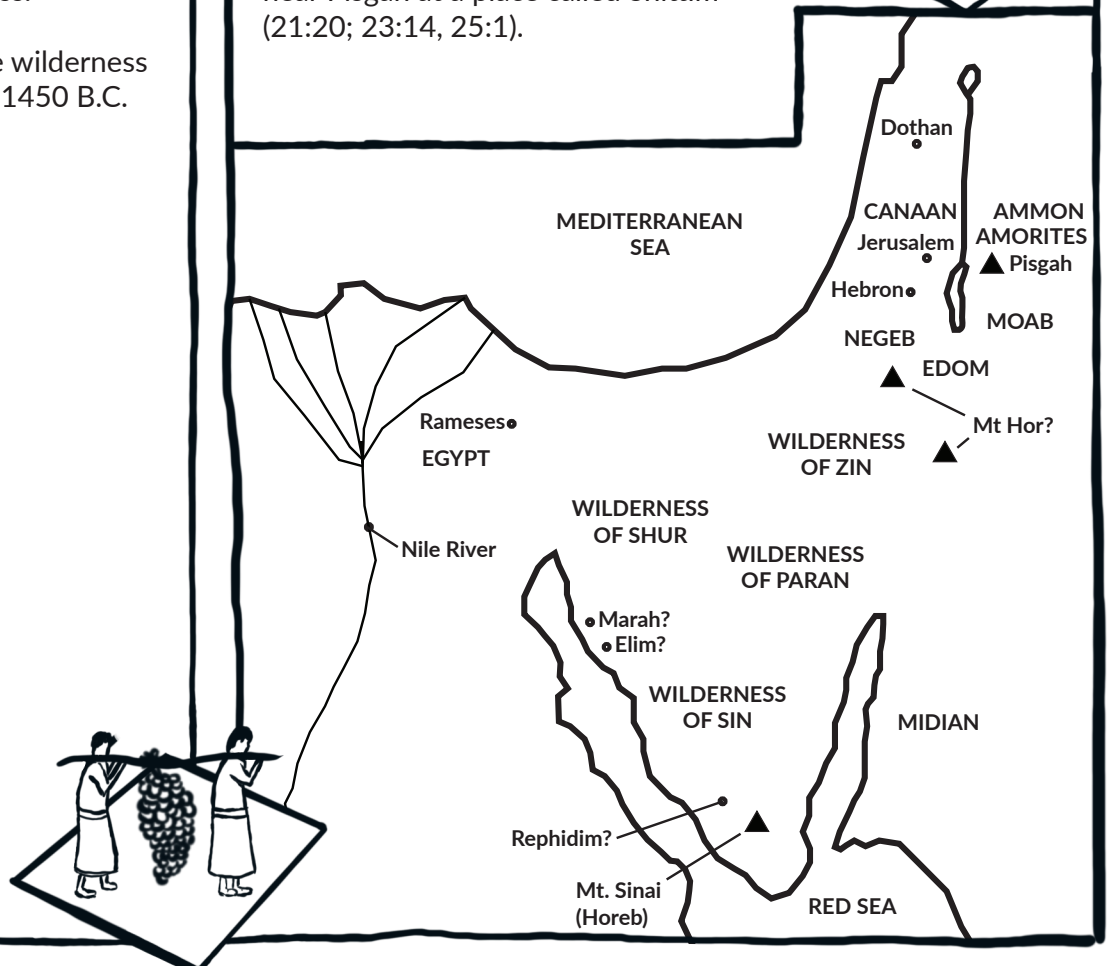 (21:20; 23:14, 25:1).
wilderness
1450 B.C.
Dothan
MEDITERRANEAN
SEA
CANAAN
AMMON
AMORITES
Jerusalem
Pisgah
Hebron
MOAB
NEGEB
EDOM
Rameses
Mt Hor?
EGYPT
WILDERNESS
OF ZIN
WILDERNESS
OF SHUR
Nile River
WILDERNESS
OF PARAN
Marah?
Elim?
WILDERNESS
OF SIN
MIDIAN
Rephidim?
Mt. Sinai
(Horeb)
RED SEA